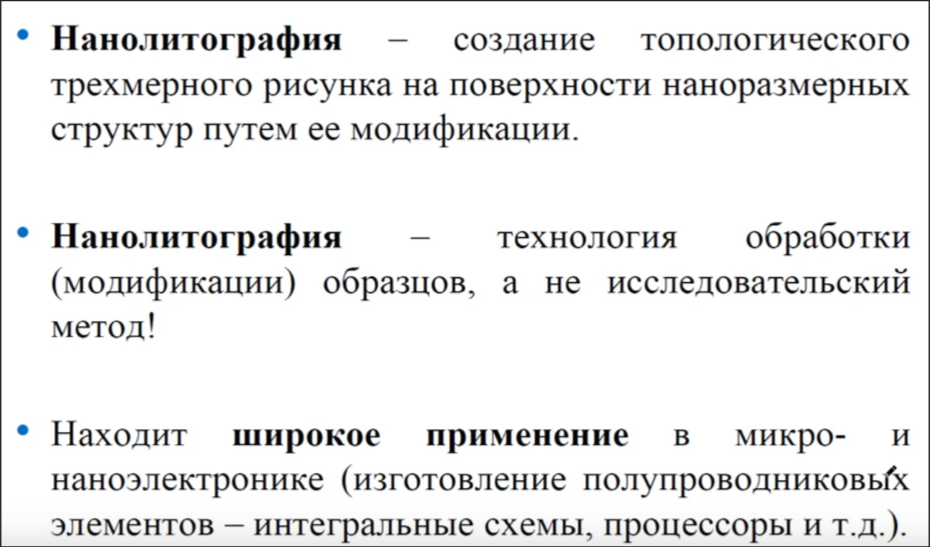 • Нанолитография – создание топологического
трехмерного рисунка на поверхности наноразмерных
структур путем ее модификации.
• Нанолитография – технология обработки
(модификации) образцов, а не исследовательский
метод!
• Находит широкое применение в микро- и
наноэлектронике (изготовление полупроводниковых
элементов – интегральные схемы, процессоры и т.д.).